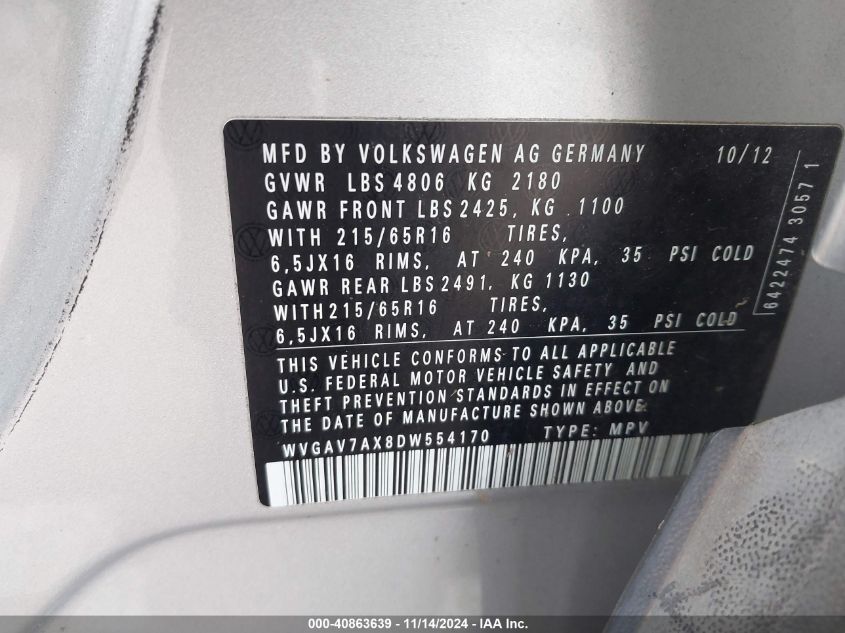 MFD BY VOLKSWAGEN AG GERMANY 10/12
GVWR LBS 4806 KG 2180
GAWR FRONT LBS 2425, KG 1100
WITH 215/65R16 TIRES,
6,5JX16 RIMS, AT 240 KPA, 35 PSI COLD
GAWR REAR LBS 2491, KG 1130
WITH215/65R16 TIRES,
6,5JX16 RIMS, AT 240 KPA, 35 PSI COLD
THIS VEHICLE CONFORMS TO ALL APPLICABLE
U.S. FEDERAL MOTOR VEHICLE SAFETY AND
THEFT PREVENTION STANDARDS IN EFFECT ON
THE DATE OF MANUFACTURE SHOWN ABOVE.
WVGAV7AX8DW554170 TYPE: MPV
6422474 3057 1
000-40863639 - 11/14/2024 - IAA Inc.